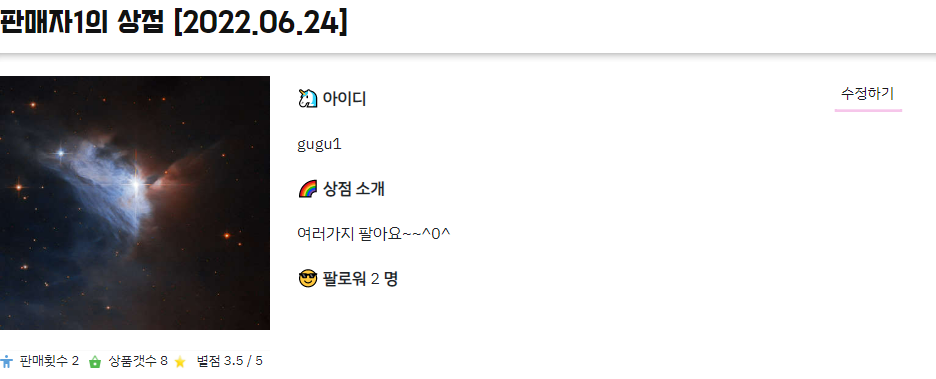 판매자1의 상점 [2022.06.24]
아이디
수정하기
gugu1
상점 소개
여러가지 팔아요~~^0^
팔로워 2 명
판매횟수 2 상품갯수 8 별점 3.5 / 5